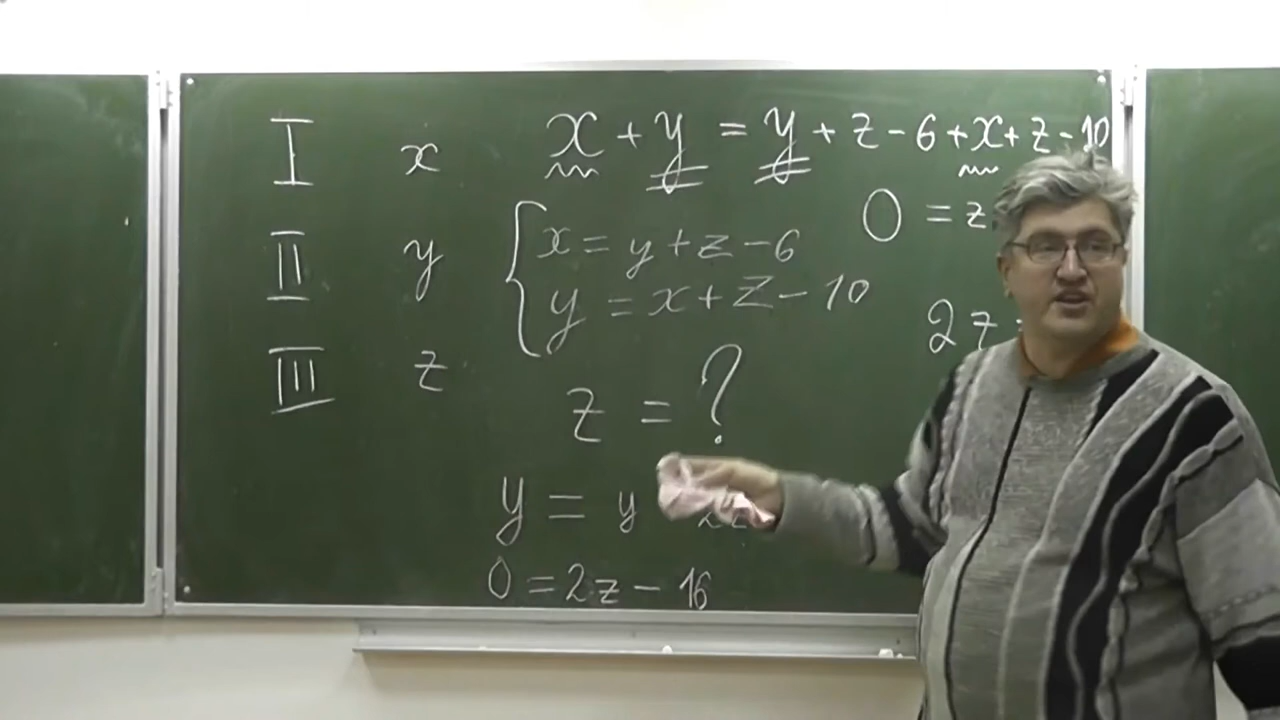 I x
II y
III z
x + y = y + z - 6 + x + z - 10
0 = z
x = y + z - 6
y = x + z - 10
2z
z = ?
y = y
0 = 2z - 16